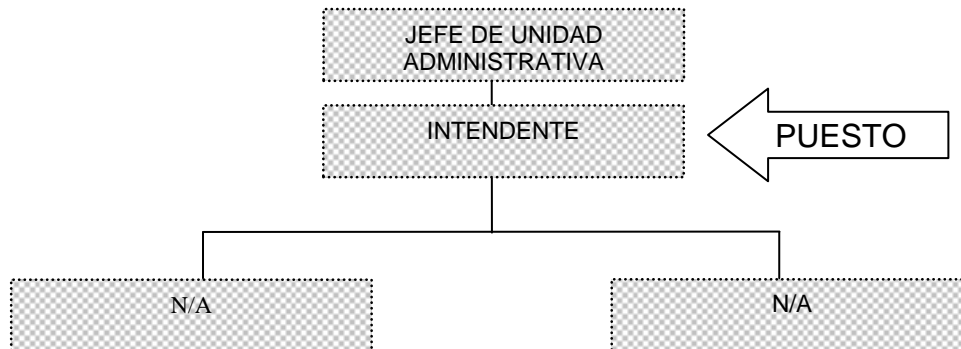 JEFE DE UNIDAD
ADMINISTRATIVA
INTENDENTE
PUESTO
N/A
N/A